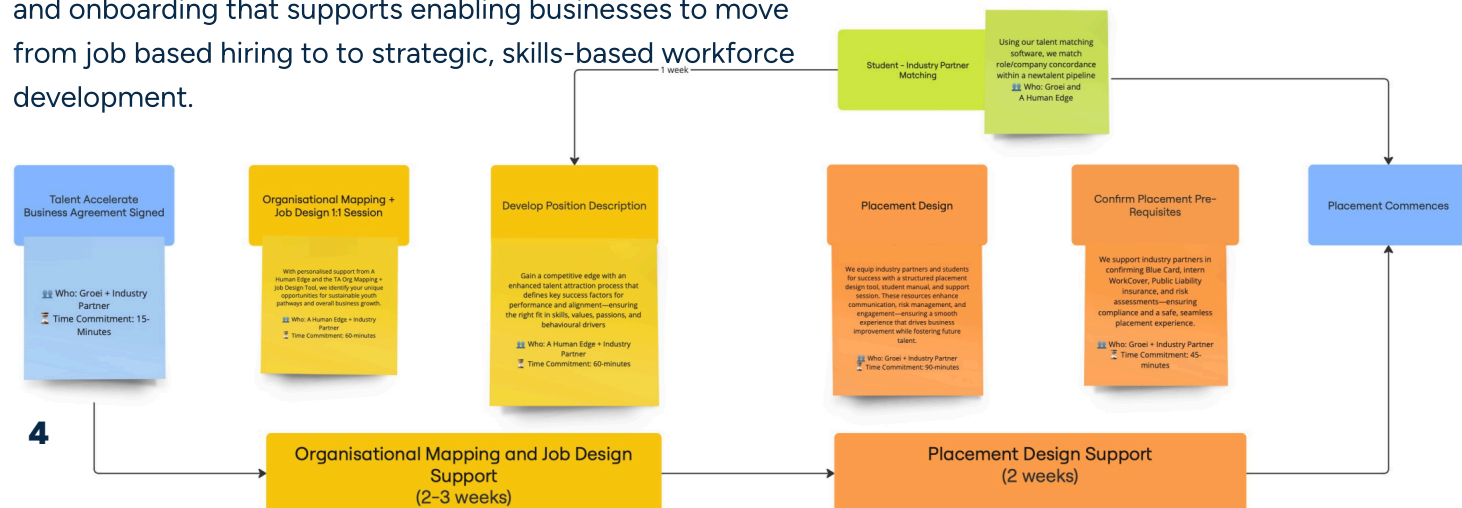 and onboarding that supports enabling businesses to move
from job based hiring to to strategic, skills-based workforce
development.
1 week
Student - Industry Partner
Matching
Using our talent matching
software, we match
role/company concordance
within a newtalent pipeline
👥 Who: Groei and
A Human Edge
Talent Accelerate
Business Agreement Signed
👥 Who: Groei + Industry
Partner
⏳ Time Commitment: 15-
Minutes
Organisational Mapping +
Job Design 1:1 Session
With personalised support from A
Human Edge and the TA Org Mapping +
Job Design Tool, we identify your unique
opportunities for sustainable youth
pathways and overall business growth.
👥 Who: A Human Edge + Industry
Partner
⏳ Time Commitment: 60-minutes
Develop Position Description
Gain a competitive edge with an
enhanced talent attraction process that
defines key success factors for
performance and alignment—ensuring
the right fit in skills, values, passions, and
behavioural drivers
👥 Who: A Human Edge + Industry
Partner
⏳ Time Commitment: 60-minutes
Placement Design
We equip industry partners and students
for success with a structured placement
design tool, student manual, and support
session. These resources enhance
communication, risk management, and
engagement—ensuring a smooth
experience that drives business
improvement while fostering future
talent.
👥 Who: Groei + Industry Partner
⏳ Time Commitment: 90-minutes
Confirm Placement Pre-
Requisites
We support industry partners in
confirming Blue Card, intern
WorkCover, Public Liability
insurance, and risk
assessments—ensuring
compliance and a safe, seamless
placement experience.
👥 Who: Groei + Industry Partner
⏳ Time Commitment: 45-
minutes
Placement Commences
4
Organisational Mapping and Job Design
Support
(2-3 weeks)
Placement Design Support
(2 weeks)